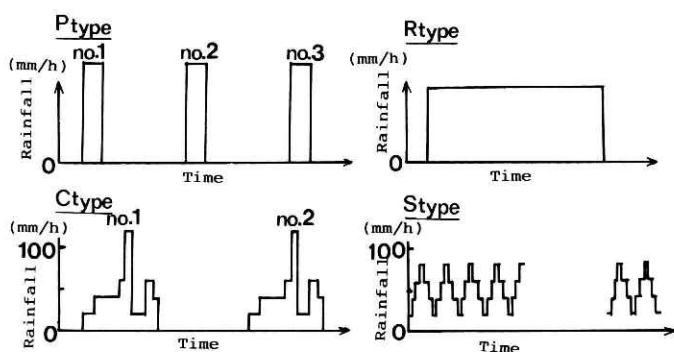 Ptype
no.1 no.2 no.3
(mm/h)
Rainfall
0
Time
Rtype
(mm/h)
Rainfall
0
Time
Ctype
no.1 no.2
(mm/h)
100
Rainfall
0
Time
Stype
(mm/h)
100
Rainfall
0
Time